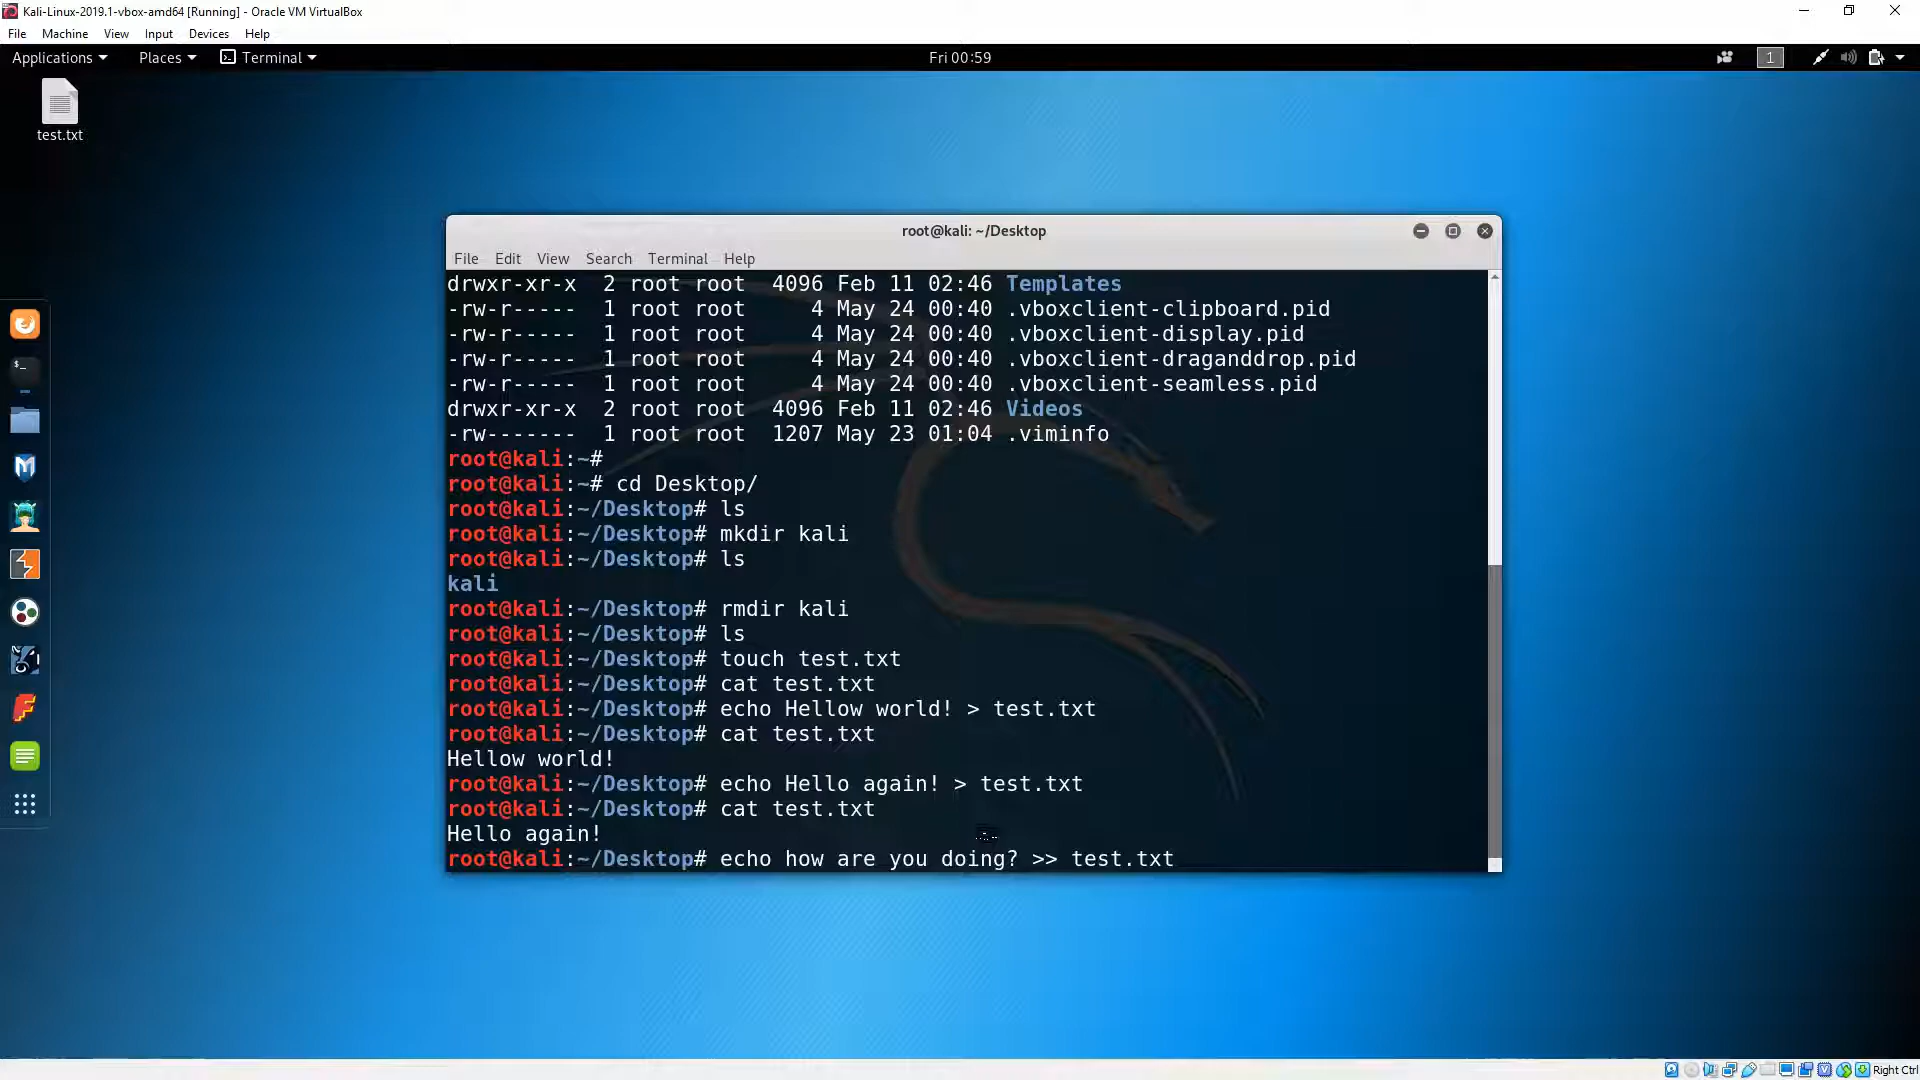 Kali-Linux-2019.1-vbox-amd64 [Running] - Oracle VM VirtualBox
File Machine View Input Devices Help
Applications Places Terminal Fri 00:59 1
test.txt
root@kali: ~/Desktop
File Edit View Search Terminal Help
drwxr-xr-x 2 root root 4096 Feb 11 02:46 Templates
-rw-r----- 1 root root 4 May 24 00:40 .vboxclient-clipboard.pid
-rw-r----- 1 root root 4 May 24 00:40 .vboxclient-display.pid
-rw-r----- 1 root root 4 May 24 00:40 .vboxclient-draganddrop.pid
-rw-r----- 1 root root 4 May 24 00:40 .vboxclient-seamless.pid
drwxr-xr-x 2 root root 4096 Feb 11 02:46 Videos
-rw------- 1 root root 1207 May 23 01:04 .viminfo
root@kali:~#
root@kali:~# cd Desktop/
root@kali:~/Desktop# ls
root@kali:~/Desktop# mkdir kali
root@kali:~/Desktop# ls
kali
root@kali:~/Desktop# rmdir kali
root@kali:~/Desktop# ls
root@kali:~/Desktop# touch test.txt
root@kali:~/Desktop# cat test.txt
root@kali:~/Desktop# echo Hellow world! > test.txt
root@kali:~/Desktop# cat test.txt
Hellow world!
root@kali:~/Desktop# echo Hello again! > test.txt
root@kali:~/Desktop# cat test.txt
Hello again!
root@kali:~/Desktop# echo how are you doing? >> test.txt
Right Ctrl